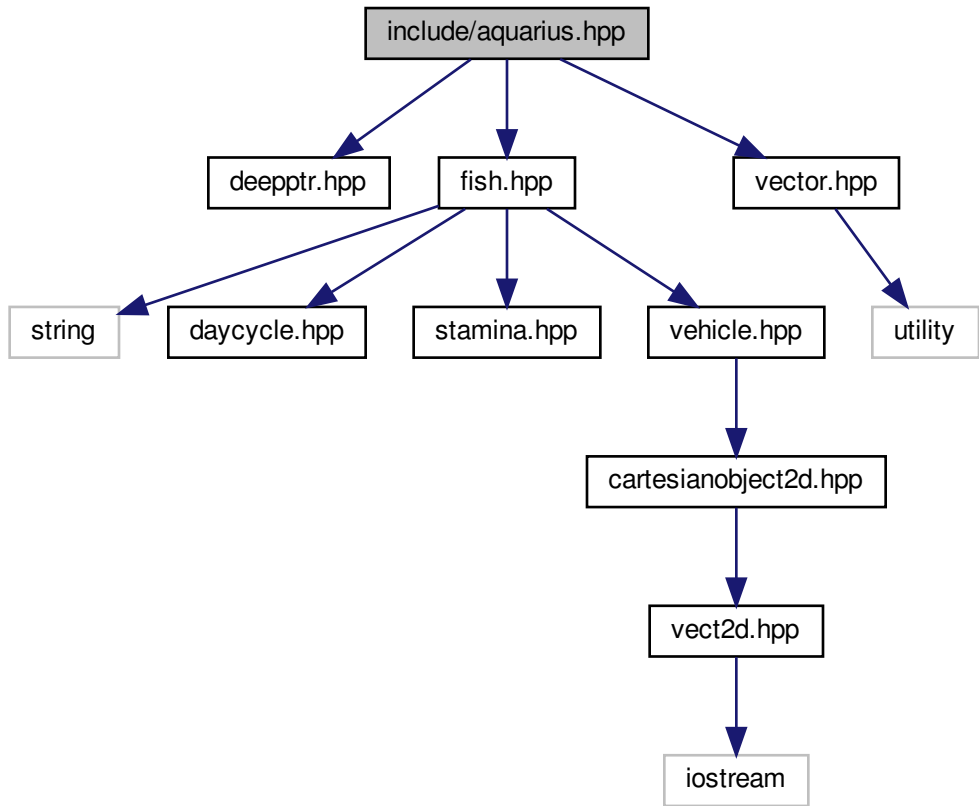 include/aquarius.hpp
deepptr.hpp
fish.hpp
vector.hpp
string
daycycle.hpp
stamina.hpp
vehicle.hpp
utility
cartesianobject2d.hpp
vect2d.hpp
iostream